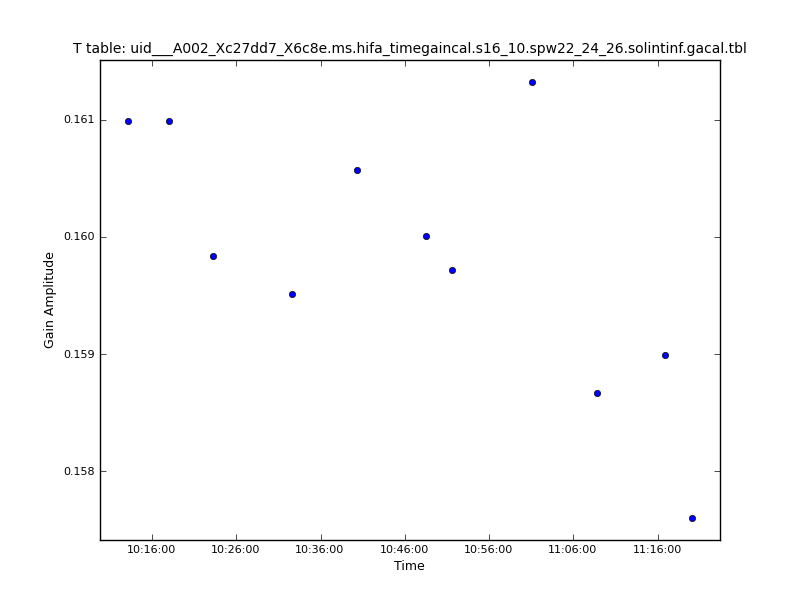 T table: uid___A002_Xc27dd7_X6c8e.ms.hifa_timegaincal.s16_10.spw22_24_26.solintinf.gacal.tbl
0.161
0.160
0.159
0.158
Gain Amplitude
10:16:00 10:26:00 10:36:00 10:46:00 10:56:00 11:06:00 11:16:00
Time